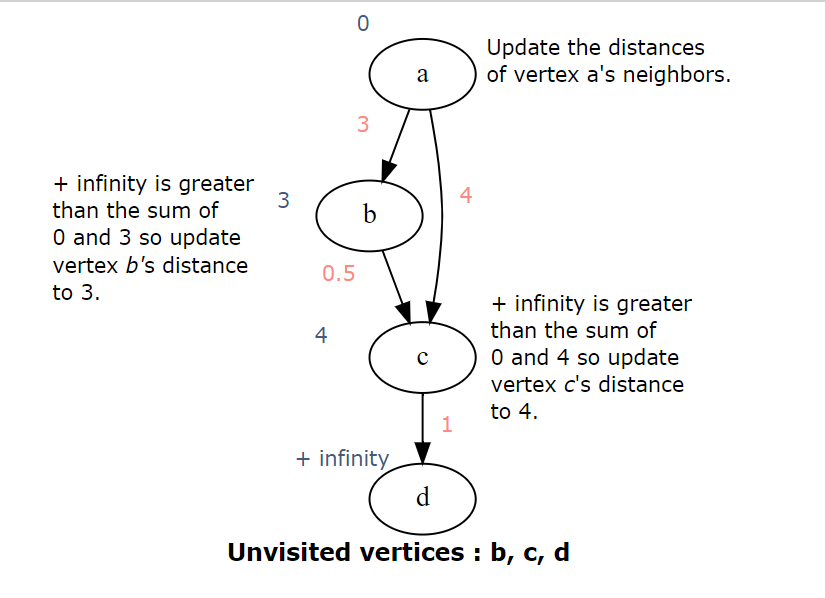 0
a
Update the distances
of vertex a's neighbors.
3
+ infinity is greater
than the sum of
0 and 3 so update
vertex b's distance
to 3.
3
b
4
0.5
4
c
+ infinity is greater
than the sum of
0 and 4 so update
vertex c's distance
to 4.
1
+ infinity
d
Unvisited vertices : b, c, d